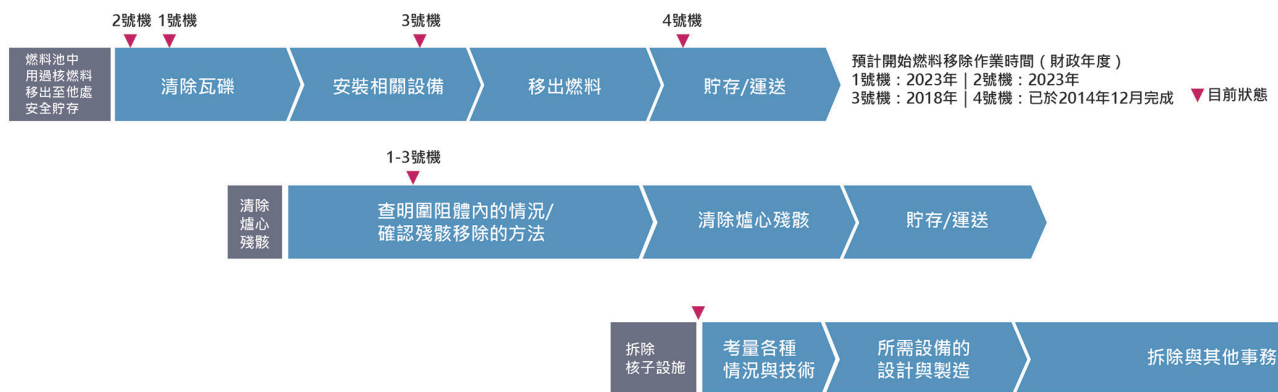 2號機
1號機
3號機
4號機
燃料池中
用過核燃料
移出至他處
安全貯存
清除瓦礫
安裝相關設備
移出燃料
貯存/運送
預計開始燃料移除作業時間（財政年度）
1號機：2023年 | 2號機：2023年
3號機：2018年 | 4號機：已於2014年12月完成
目前狀態
1-3號機
清除
爐心
殘骸
查明圍阻體內的情況/
確認殘骸移除的方法
清除爐心殘骸
貯存/運送
拆除
核子設施
考量各種
情況與技術
所需設備的
設計與製造
拆除與其他事務